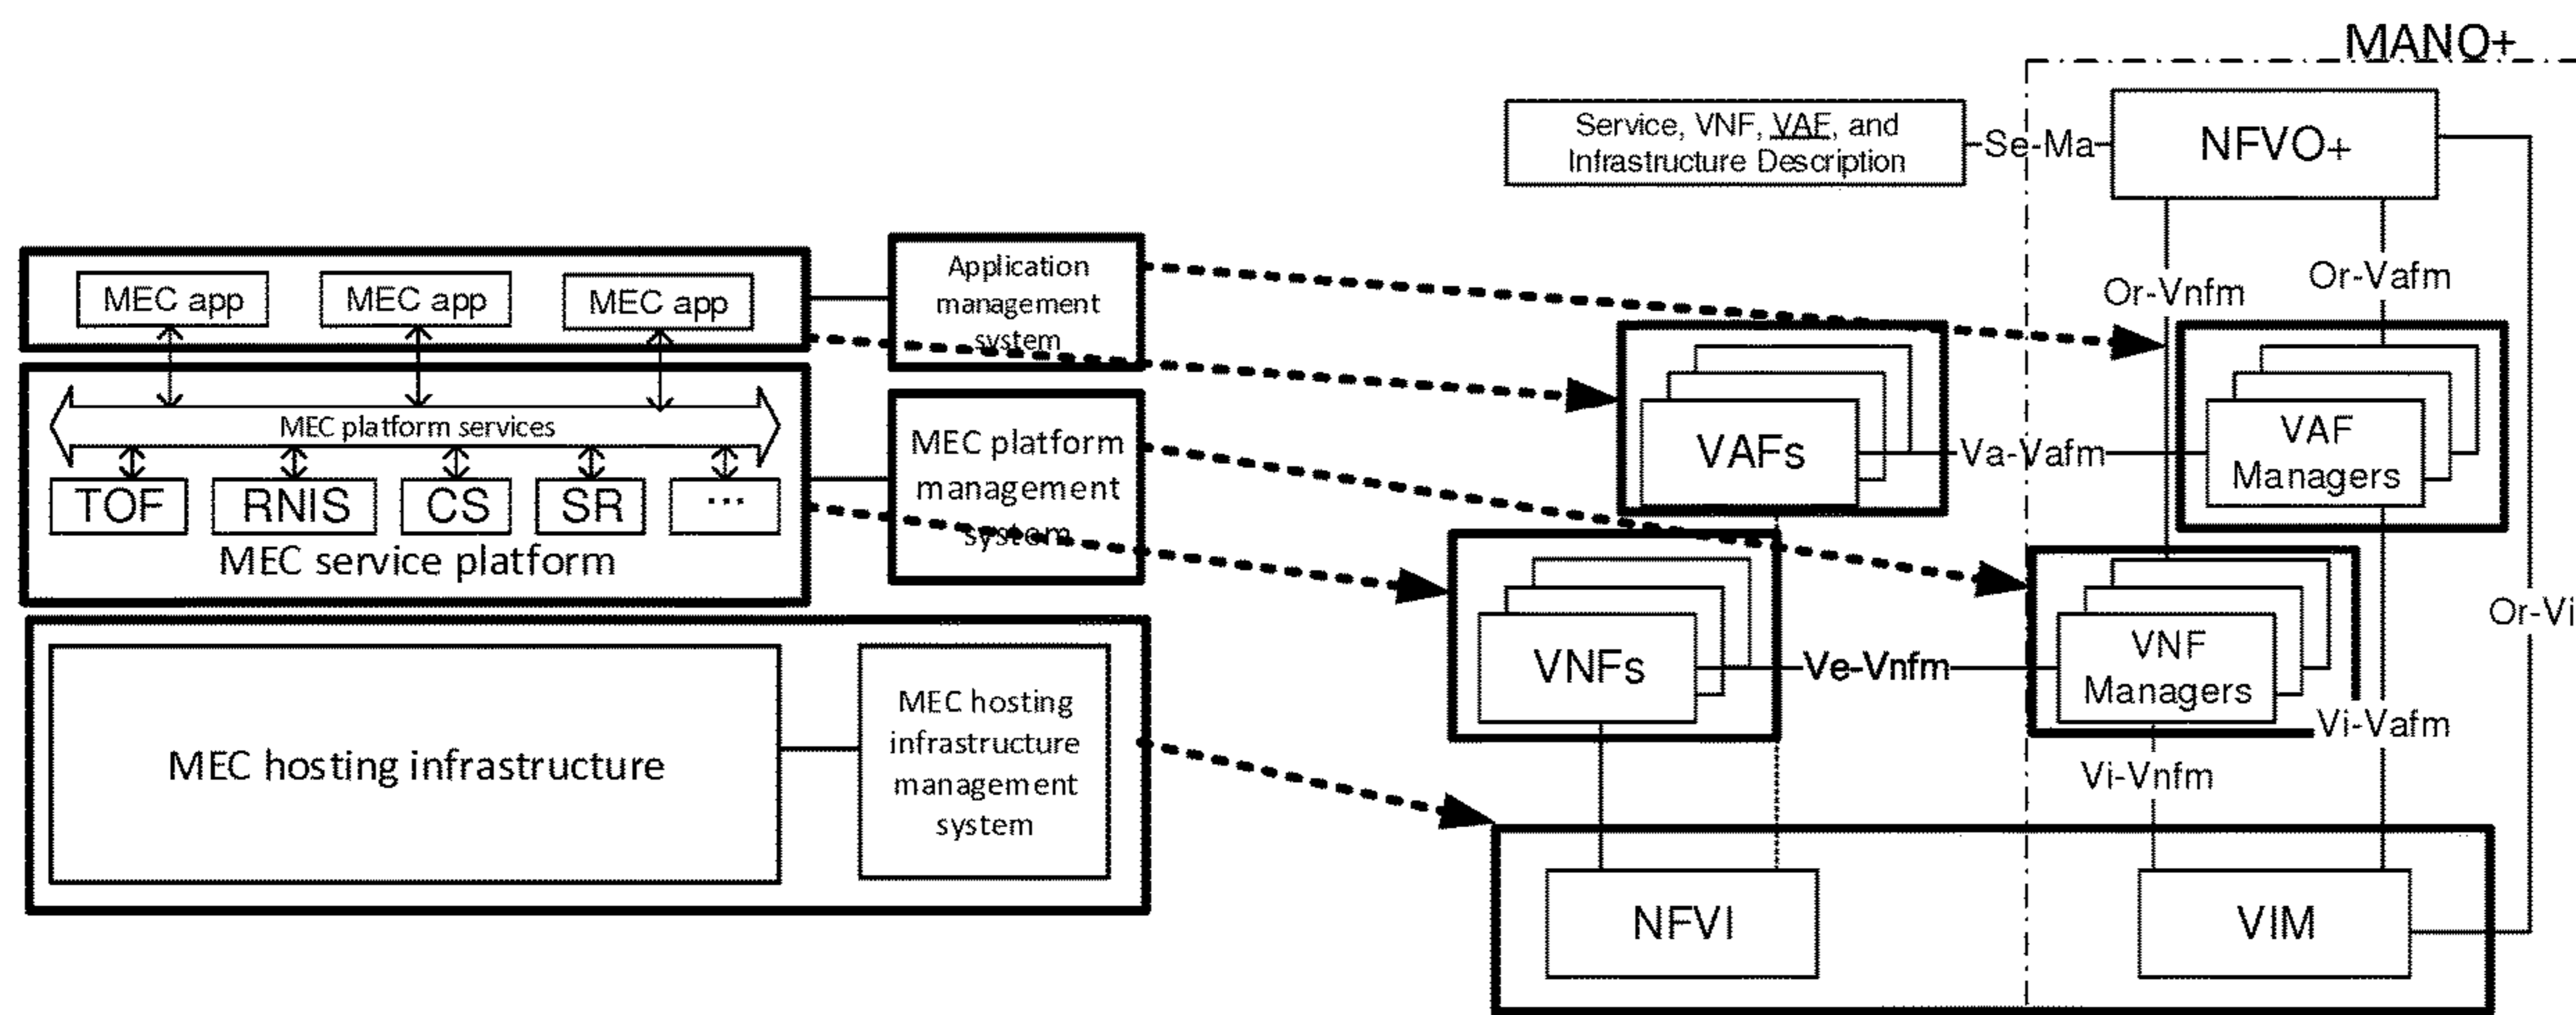 MANO+
Service, VNF, VAF, and
Infrastructure Description
Se-Ma
NFVO+
Or-Vnfm
Or-Vafm
Or-Vi
MEC app
MEC app
MEC app
Application
management
system
MEC platform services
TOF
RNIS
CS
SR
...
MEC service platform
MEC platform
management
system
VAFs
Va-Vafm
VAF
Managers
VNFs
Ve-Vnfm
VNF
Managers
Vi-Vafm
Vi-Vnfm
MEC hosting infrastructure
MEC hosting
infrastructure
management
system
NFVI
VIM